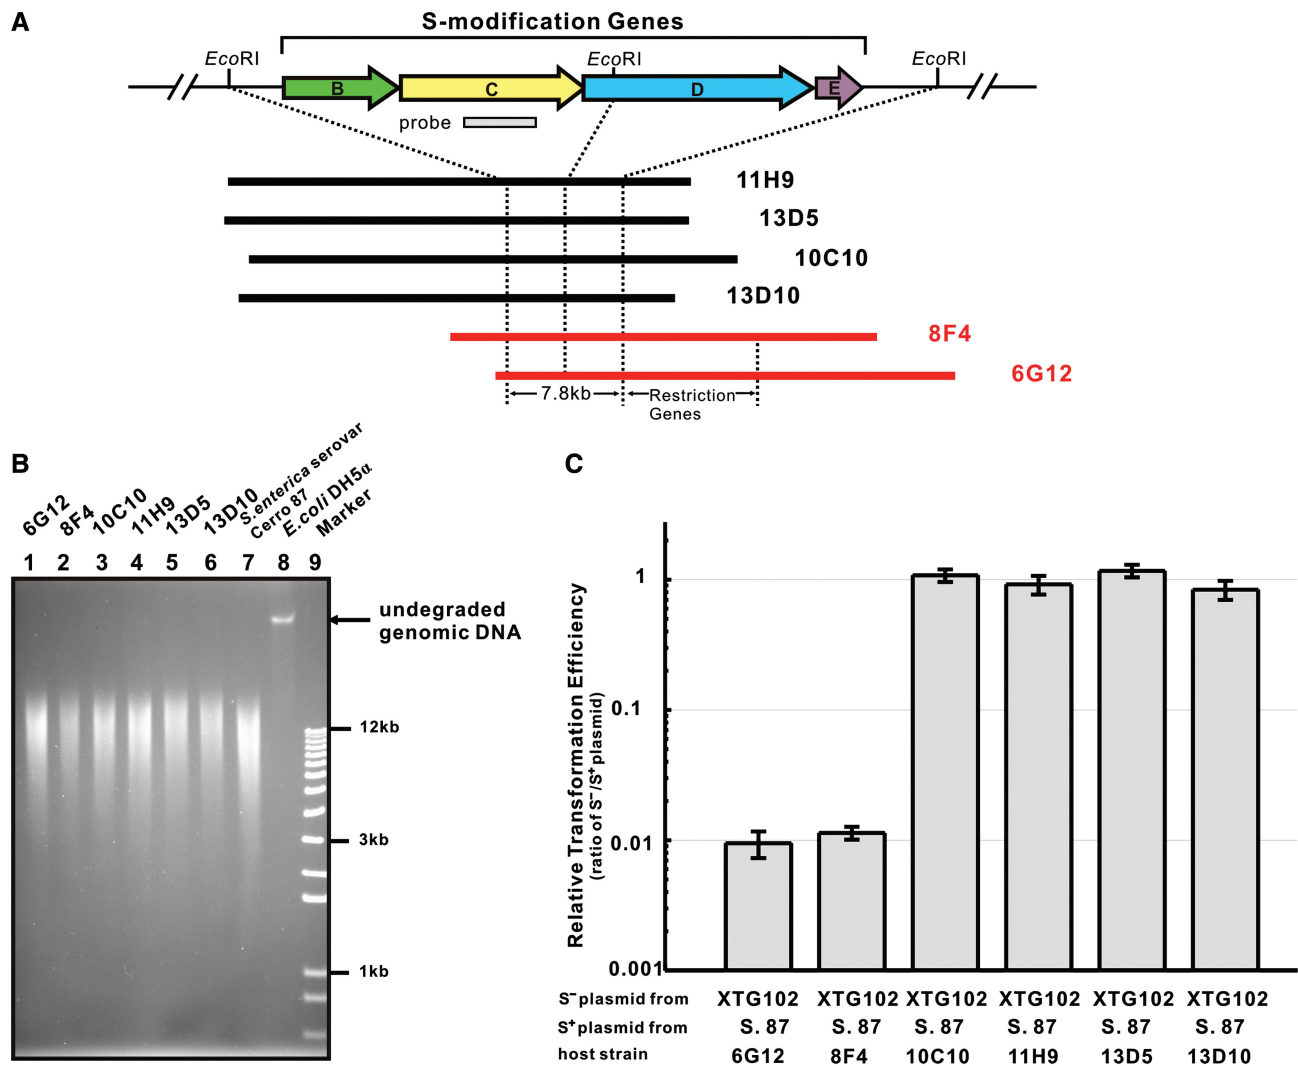 A
S-modification Genes
EcoRI
EcoRI
EcoRI
B
C
D
E
probe
11H9
13D5
10C10
13D10
8F4
6G12
7.8kb
Restriction
Genes
B
6G12
8F4
10C10
11H9
13D5
13D10
S.enterica serovar
Cerro 87
E.coli DH5α
Marker
1 2 3 4 5 6 7 8 9
undegraded
genomic DNA
12kb
3kb
1kb
C
Relative Transformation Efficiency
(ratio of S⁻/S⁺plasmid)
1
0.1
0.01
0.001
S⁻plasmid from XTG102 XTG102 XTG102 XTG102 XTG102 XTG102
S⁺plasmid from S. 87 S. 87 S. 87 S. 87 S. 87 S. 87
host strain 6G12 8F4 10C10 11H9 13D5 13D10